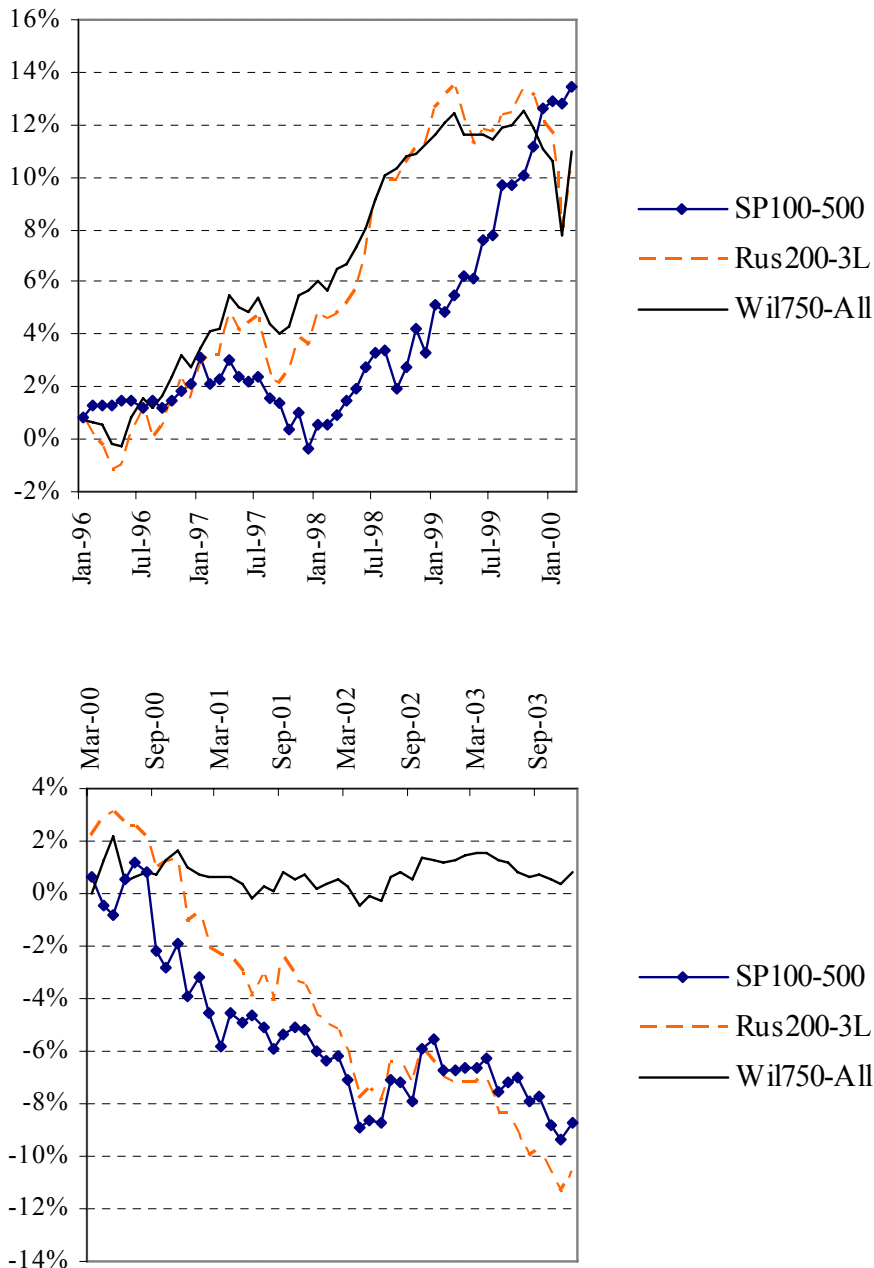 16%
14%
12%
10%
8%
6%
4%
2%
0%
-2%
Jan-96
Jul-96
Jan-97
Jul-97
Jan-98
Jul-98
Jan-99
Jul-99
Jan-00
SP100-500
Rus200-3L
Wil750-All
Mar-00
Sep-00
Mar-01
Sep-01
Mar-02
Sep-02
Mar-03
Sep-03
4%
2%
0%
-2%
-4%
-6%
-8%
-10%
-12%
-14%
SP100-500
Rus200-3L
Wil750-All